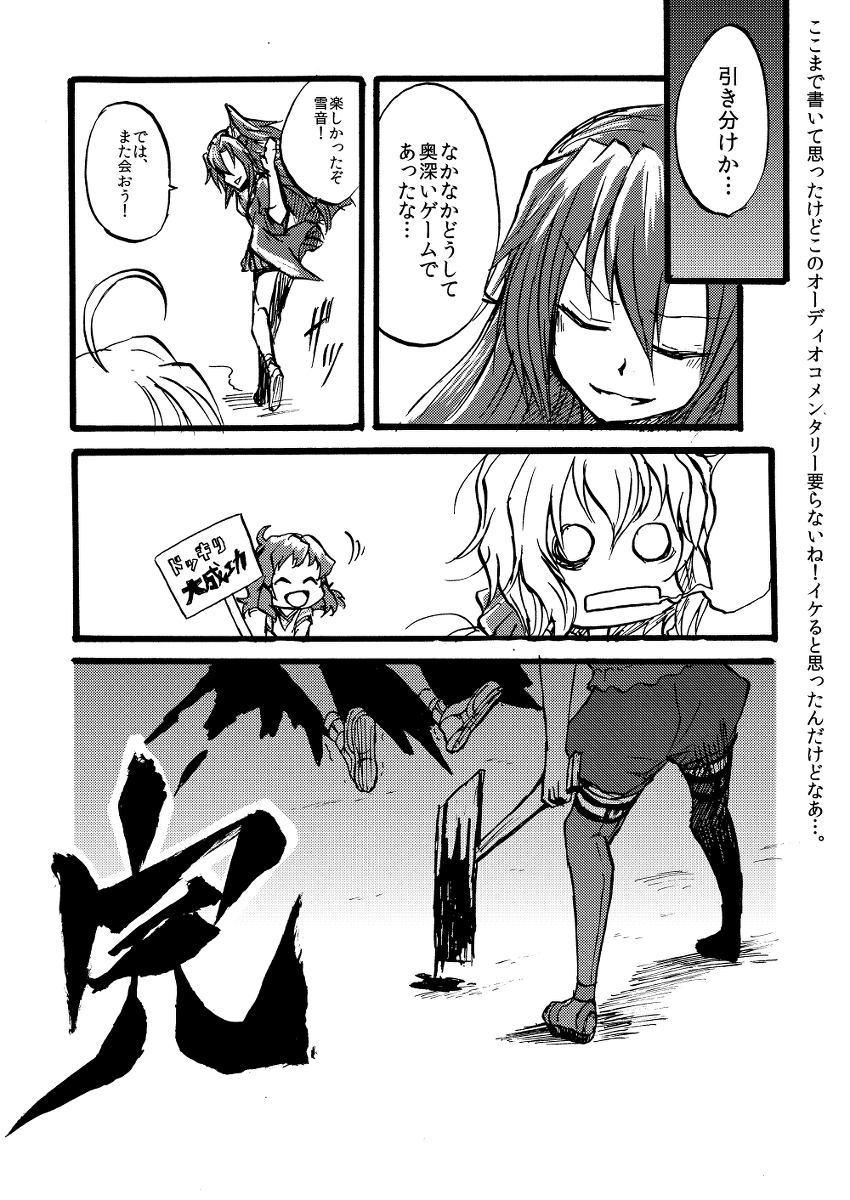 ここまで書いて思ったけどこのオーディオコメンタリー要らないね！イケると思ったんだけどなあ…。
引き分けか…
なかなかどうして
奥深いゲームで
あったな…
楽しかったぞ
雪音！
では、
また会おう！
ドッキリ
大成功
完